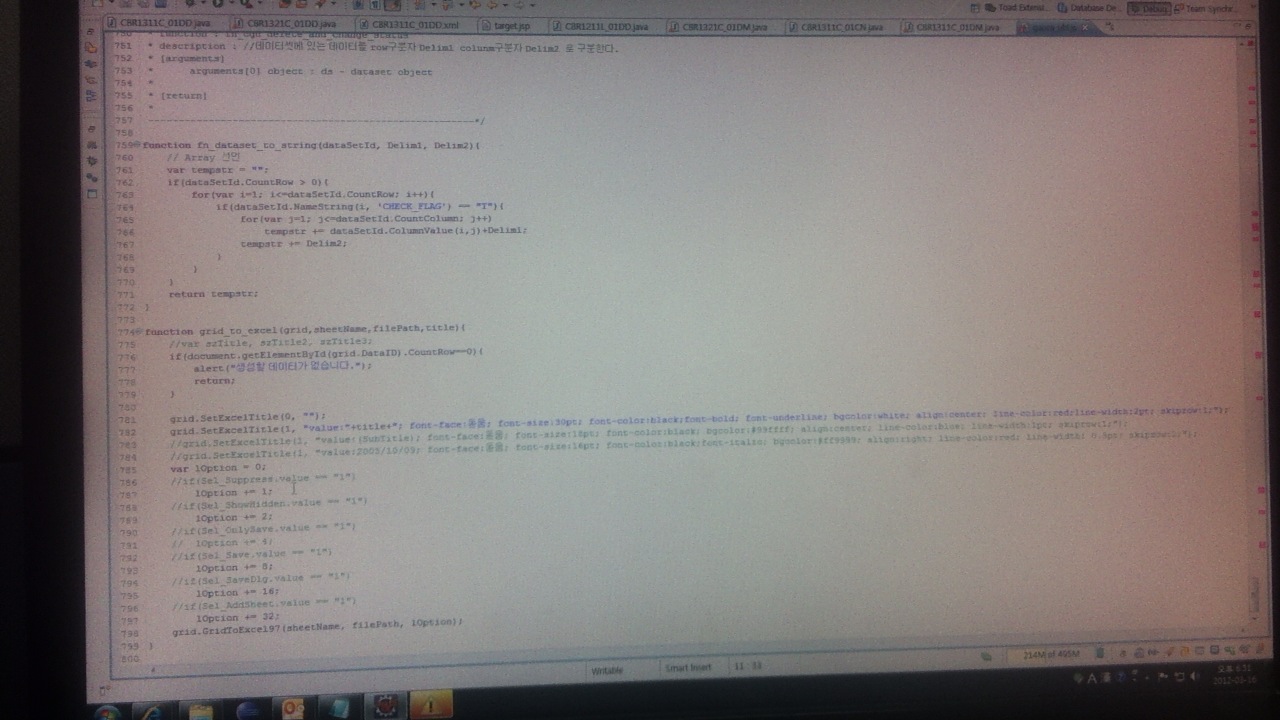 Toad Extensi... Database De... Debug Team Synchr...
C8R1311C_01DD.java C8R1321C_01DD.java C8R1311C_01DD.xml target.jsp C8R1211L_01DD.java C8R1321C_01DM.java C8R1311C_01CN.java C8R1315C_01DM.java
750 * function : fn_cgn_delete_and_change_status
751 * description : //데이터셋에 있는 데이터를 row구분자 Delim1 colunm구분자 Delim2 로 구분한다.
752 * [arguments]
753 * arguments[0] object : ds - dataset object
754 *
755 * [return]
756 *
757 ------------------------------------------------------*/
758
759 function fn_dataset_to_string(dataSetId, Delim1, Delim2){
760 // Array 선언
761 var tempstr = "";
762 if(dataSetId.CountRow > 0){
763 for(var i=1; i<=dataSetId.CountRow; i++){
764 if(dataSetId.NameString(i, 'CHECK_FLAG') == "T"){
765 for(var j=1; j<=dataSetId.CountColumn; j++)
766 tempstr += dataSetId.ColumnValue(i,j)+Delim1;
767 tempstr += Delim2;
768 }
769 }
770 }
771 return tempstr;
772 }
773
774 function grid_to_excel(grid,sheetName,filePath,title){
775 //var szTitle, szTitle2, szTitle3;
776 if(document.getElementById(grid.DataID).CountRow==0){
777 alert("생성할 데이터가 없습니다.");
778 return;
779 }
780
781 grid.SetExcelTitle(0, "");
782 grid.SetExcelTitle(1, "value:"+title+"; font-face:돋움; font-size:30pt; font-color:black;font-bold; font-underline; bgcolor:white; align:center; line-color:red;line-width:2pt; skiprow:1;");
783 //grid.SetExcelTitle(1, "value:(SubTitle); font-face:돋움; font-size:18pt; font-color:black; bgcolor:#99ffff; align:center; line-color:blue; line-width:1pt; skiprow:1;");
784 //grid.SetExcelTitle(1, "value:2005/10/09; font-face:돋움; font-size:16pt; font-color:black;font-italic; bgcolor:#ff9999; align:right; line-color:red; line-width: 0.5pt; skiprow:2;");
785 var lOption = 0;
786 //if(Sel_Suppress.value == "1")
787 lOption += 1;
788 //if(Sel_ShowHidden.value == "1")
789 lOption += 2;
790 //if(Sel_OnlySave.value == "1")
791 // lOption += 4;
792 //if(Sel_Save.value == "1")
793 lOption += 8;
794 //if(Sel_SaveDlg.value == "1")
795 lOption += 16;
796 //if(Sel_AddSheet.value == "1")
797 lOption += 32;
798 grid.GridToExcel97(sheetName, filePath, lOption);
799 }
800
Writable Smart Insert 11 : 33 214M of 495M
A 漢 오후 6:51
2012-03-16